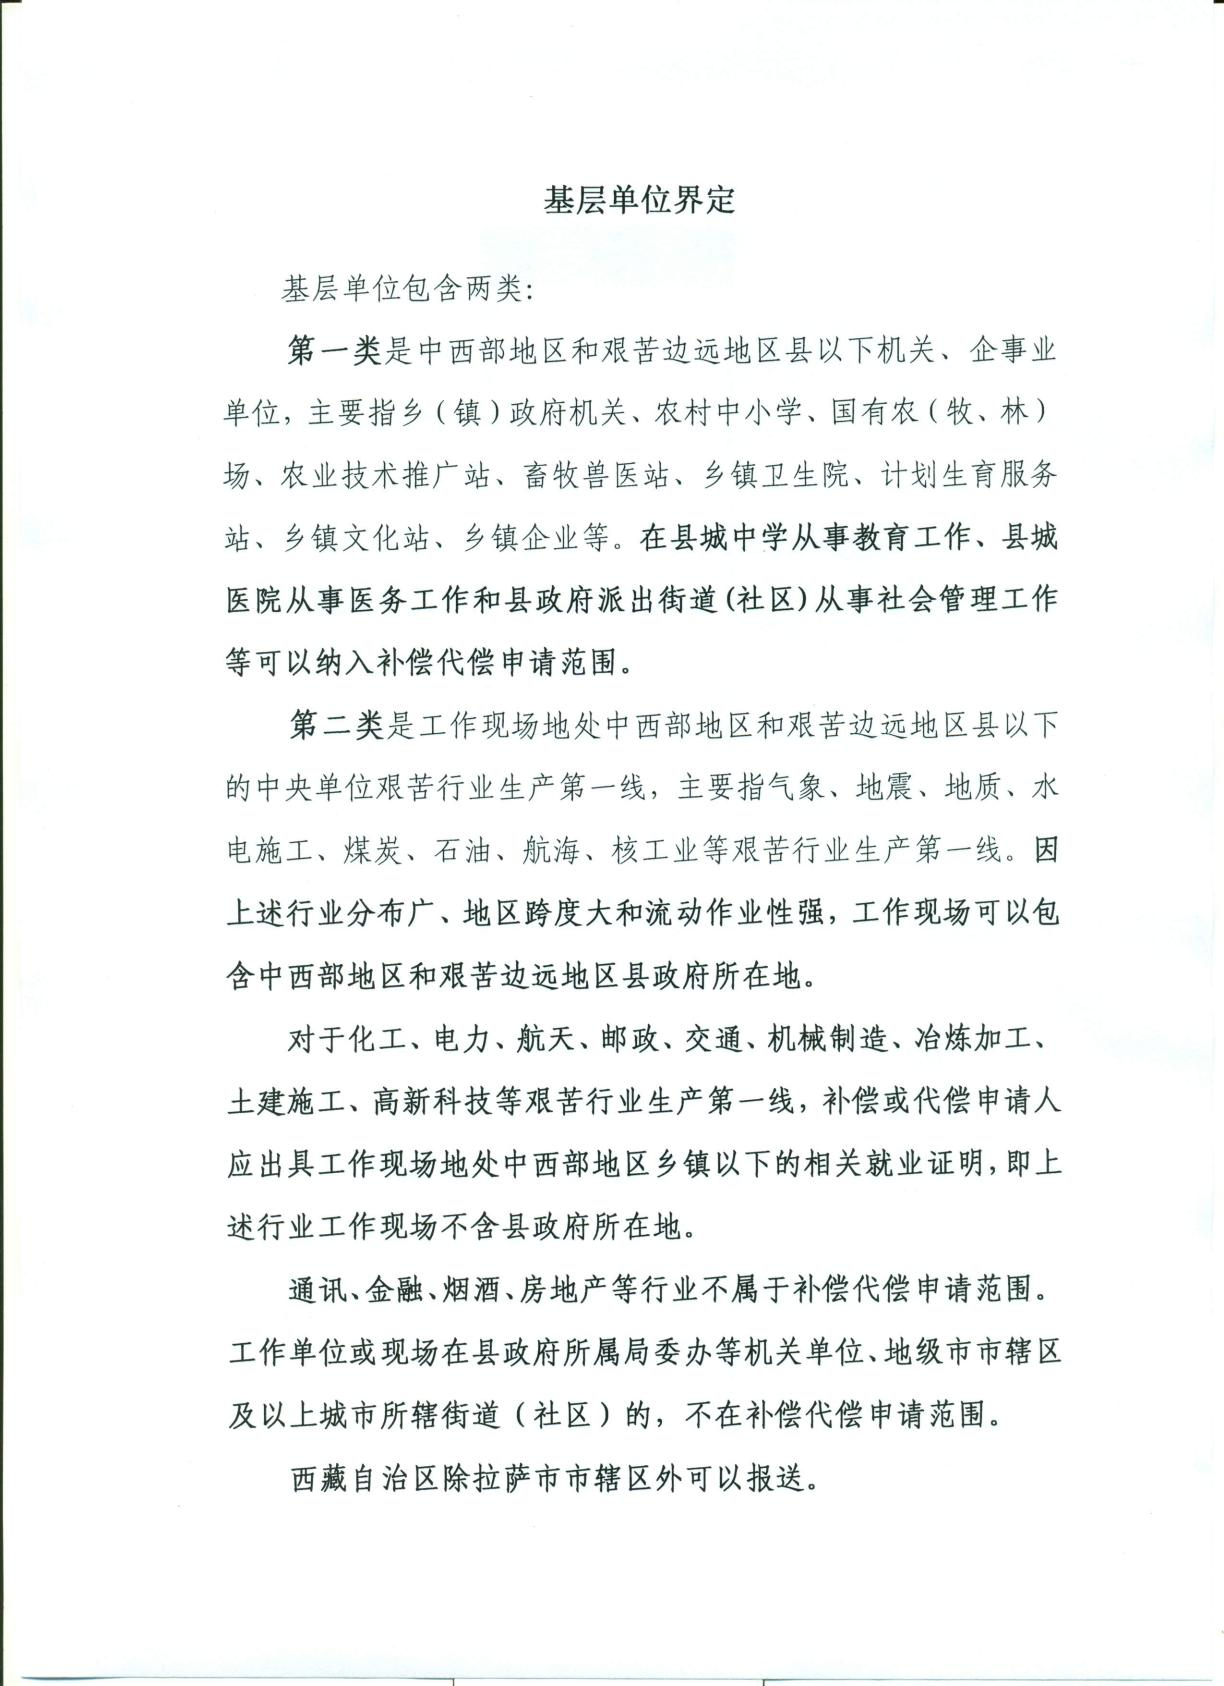 基层单位界定
基层单位包含两类：
第一类是中西部地区和艰苦边远地区县以下机关、企事业
单位，主要指乡（镇）政府机关、农村中小学、国有农（牧、林）
场、农业技术推广站、畜牧兽医站、乡镇卫生院、计划生育服务
站、乡镇文化站、乡镇企业等。在县城中学从事教育工作、县城
医院从事医务工作和县政府派出街道(社区)从事社会管理工作
等可以纳入补偿代偿申请范围。
第二类是工作现场地处中西部地区和艰苦边远地区县以下
的中央单位艰苦行业生产第一线，主要指气象、地震、地质、水
电施工、煤炭、石油、航海、核工业等艰苦行业生产第一线。因
上述行业分布广、地区跨度大和流动作业性强，工作现场可以包
含中西部地区和艰苦边远地区县政府所在地。
对于化工、电力、航天、邮政、交通、机械制造、冶炼加工、
土建施工、高新科技等艰苦行业生产第一线，补偿或代偿申请人
应出具工作现场地处中西部地区乡镇以下的相关就业证明，即上
述行业工作现场不含县政府所在地。
通讯、金融、烟酒、房地产等行业不属于补偿代偿申请范围。
工作单位或现场在县政府所属局委办等机关单位、地级市市辖区
及以上城市所辖街道（社区）的，不在补偿代偿申请范围。
西藏自治区除拉萨市市辖区外可以报送。